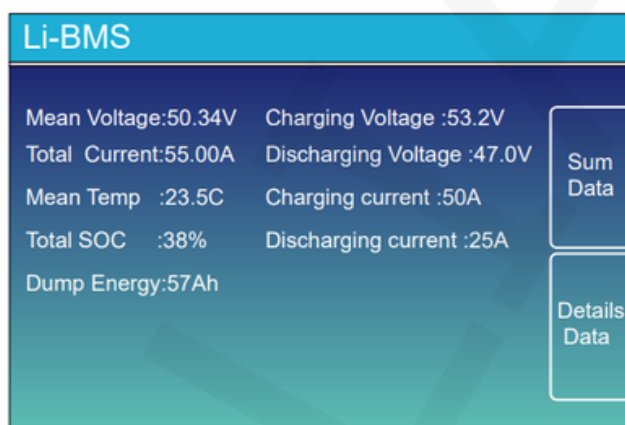 Li-BMS
Mean Voltage:50.34V Charging Voltage :53.2V
Total Current:55.00A Discharging Voltage :47.0V
Mean Temp :23.5C Charging current :50A
Total SOC :38% Discharging current :25A
Dump Energy:57Ah
Sum
Data
Details
Data